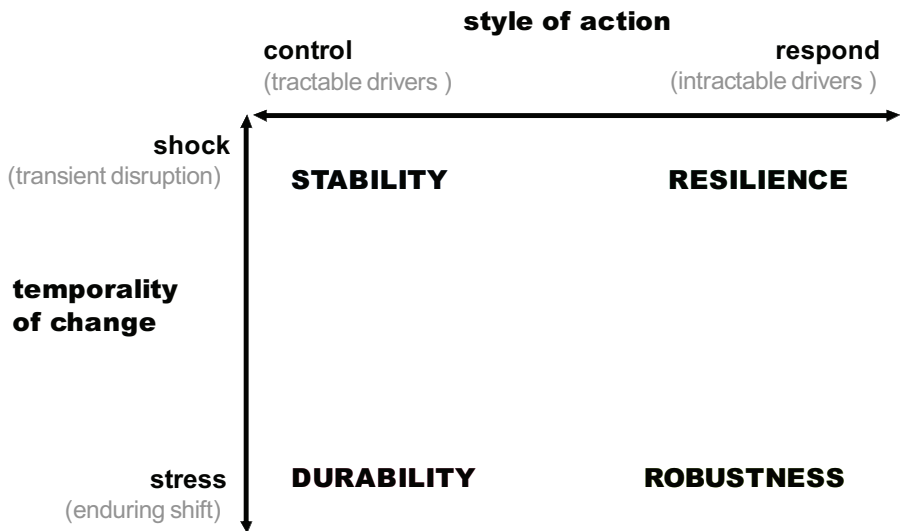 style of action
control
respond
(tractable drivers )
(intractable drivers )
shock
(transient disruption)
STABILITY
RESILIENCE
temporality
of change
stress
(enduring shift)
DURABILITY
ROBUSTNESS